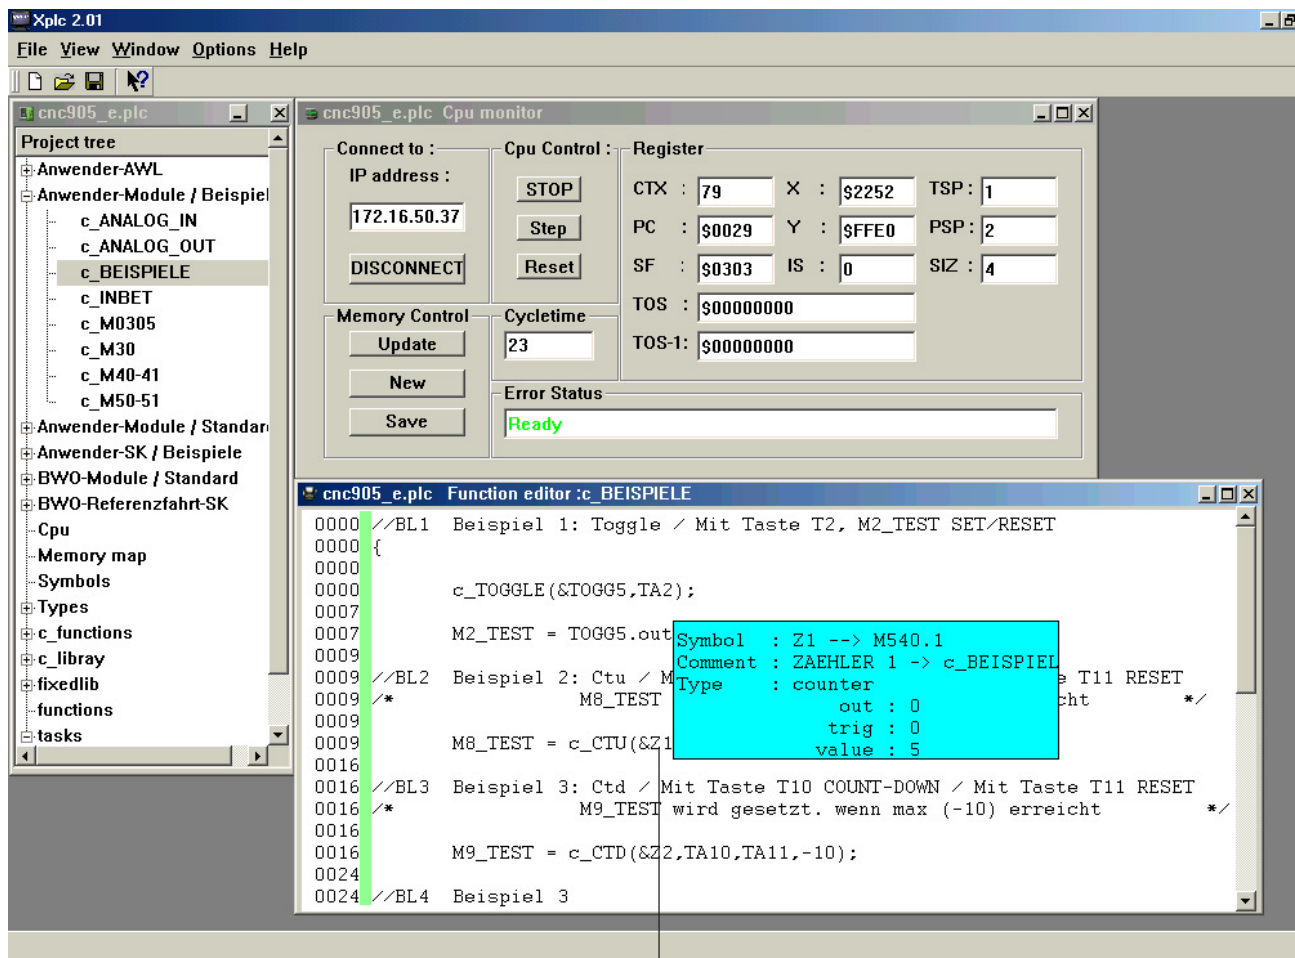 Xplc 2.01
File View Window Options Help
cnc905_e.plc
Project tree
Anwender-AWL
Anwender-Module / Beispiel
c_ANALOG_IN
c_ANALOG_OUT
c_BEISPIELE
c_INBET
c_M0305
c_M30
c_M40-41
c_M50-51
Anwender-Module / Standar
Anwender-SK / Beispiele
BWO-Module / Standard
BWO-Referenzfahrt-SK
Cpu
Memory map
Symbols
Types
c_functions
c_libray
fixedlib
functions
tasks
cnc905_e.plc Cpu monitor
Connect to :
IP address :
172.16.50.37
DISCONNECT
Cpu Control :
STOP
Step
Reset
Register
CTX : 79 X : $2252 TSP : 1
PC : $0029 Y : $FFE0 PSP : 2
SF : $0303 IS : 0 SIZ : 4
TOS : $00000000
TOS-1: $00000000
Memory Control
Update
New
Save
Cycletime
23
Error Status
Ready
cnc905_e.plc Function editor :c_BEISPIELE
0000 //BL1 Beispiel 1: Toggle / Mit Taste T2, M2_TEST SET/RESET
0000 {
0000
0000 c_TOGGLE(&TOGG5,TA2);
0007
0007 M2_TEST = TOGG5.out
0009
0009 //BL2 Beispiel 2: Ctu / M e T11 RESET
0009 /* M8_TEST cht */
0009
0009 M8_TEST = c_CTU(&Z1
0016
0016 //BL3 Beispiel 3: Ctd / Mit Taste T10 COUNT-DOWN / Mit Taste T11 RESET
0016 /* M9_TEST wird gesetzt. wenn max (-10) erreicht */
0016
0016 M9_TEST = c_CTD(&Z2,TA10,TA11,-10);
0024
0024 //BL4 Beispiel 3
Symbol : Z1 --> M540.1
Comment : ZAEHLER 1 -> c_BEISPIEL
Type : counter
out : 0
trig : 0
value : 5